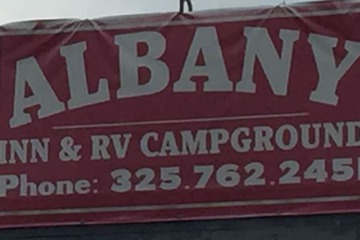 ALBANY
INN & RV CAMPGROUND
Phone: 325.762.245